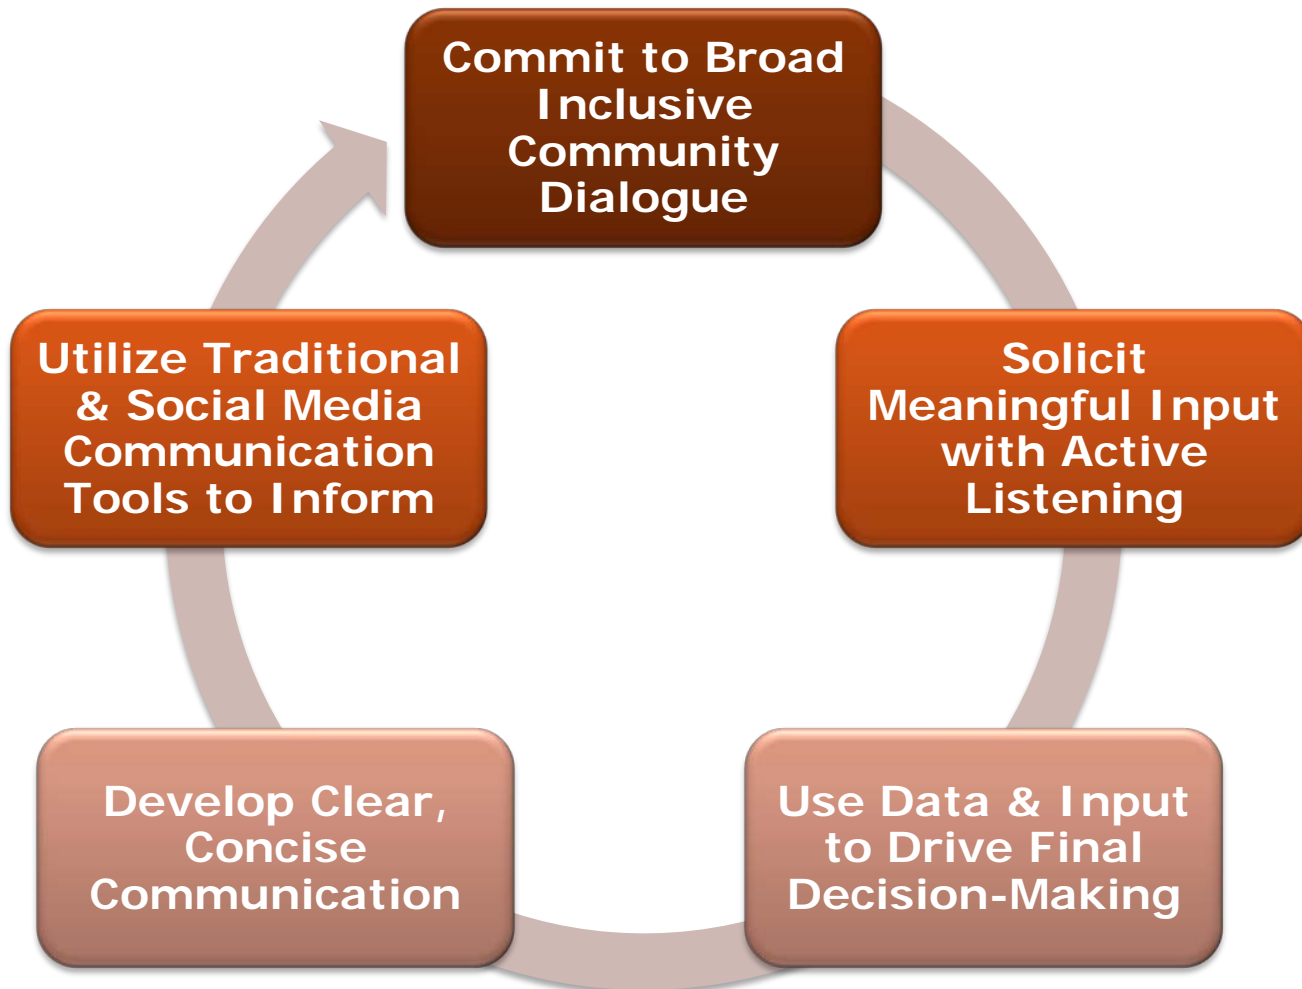 Commit to Broad
Inclusive
Community
Dialogue
Solicit
Meaningful Input
with Active
Listening
Use Data & Input
to Drive Final
Decision-Making
Develop Clear,
Concise
Communication
Utilize Traditional
& Social Media
Communication
Tools to Inform